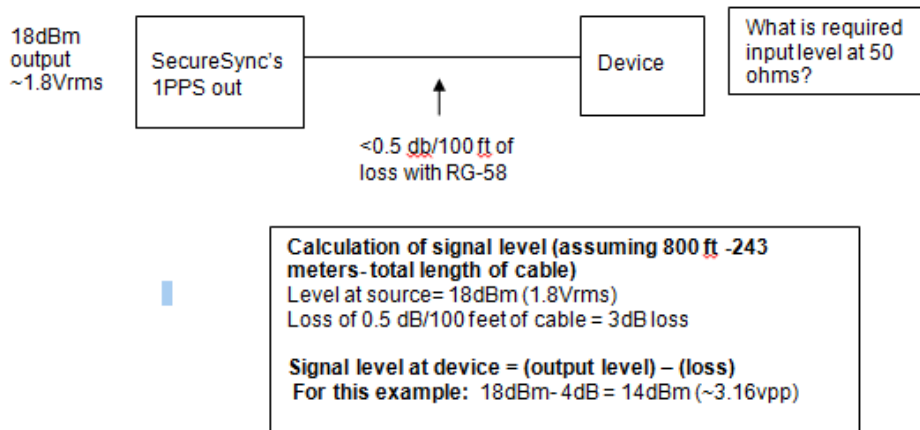 18dBm
output
~1.8Vrms
SecureSync's
1PPS out
Device
What is required
input level at 50
ohms?
<0.5 db/100 ft of
loss with RG-58
Calculation of signal level (assuming 800 ft -243
meters- total length of cable)
Level at source= 18dBm (1.8Vrms)
Loss of 0.5 dB/100 feet of cable = 3dB loss
Signal level at device = (output level) – (loss)
For this example: 18dBm- 4dB = 14dBm (~3.16vpp)